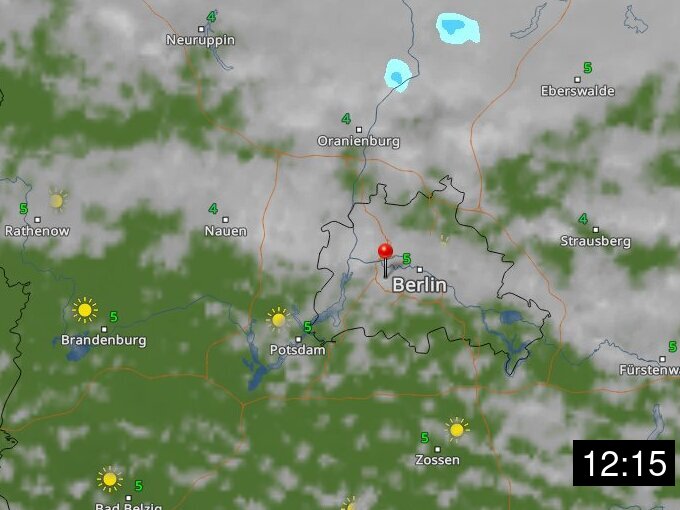 4
Neuruppin
5
Eberswalde
4
Oranienburg
5
Rathenow
4
Nauen
4
Strausberg
5
Berlin
5
Brandenburg
5
Potsdam
5
Fürstenwa
5
Zossen
12:15
5
Bad Belzig